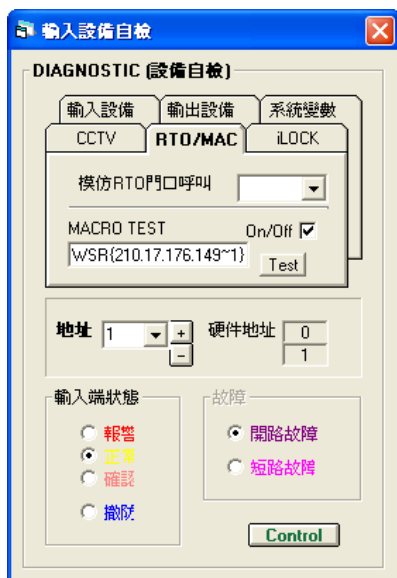 輸入設備自檢
DIAGNOSTIC (設備自檢)
輸入設備 輸出設備 系統變數
CCTV RTO/MAC iLOCK
模仿RTO門口呼叫
MACRO TEST On/Off
WSR{210.17.176.149~1} Test
地址 1 + - 硬件地址 0
1
輸入端狀態 故障
報警 開路故障
正常
確認 短路故障
撤防
Control